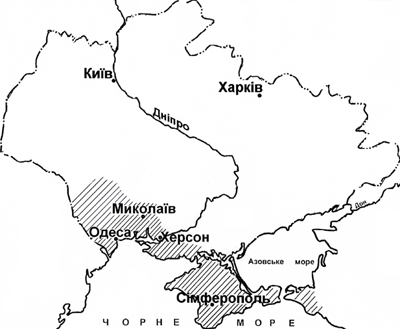 Київ
Харків
Дніпро
Миколаїв
Одеса
Херсон
Дон
Азовське море
Сімферополь
ЧОРНЕ МОРЕ